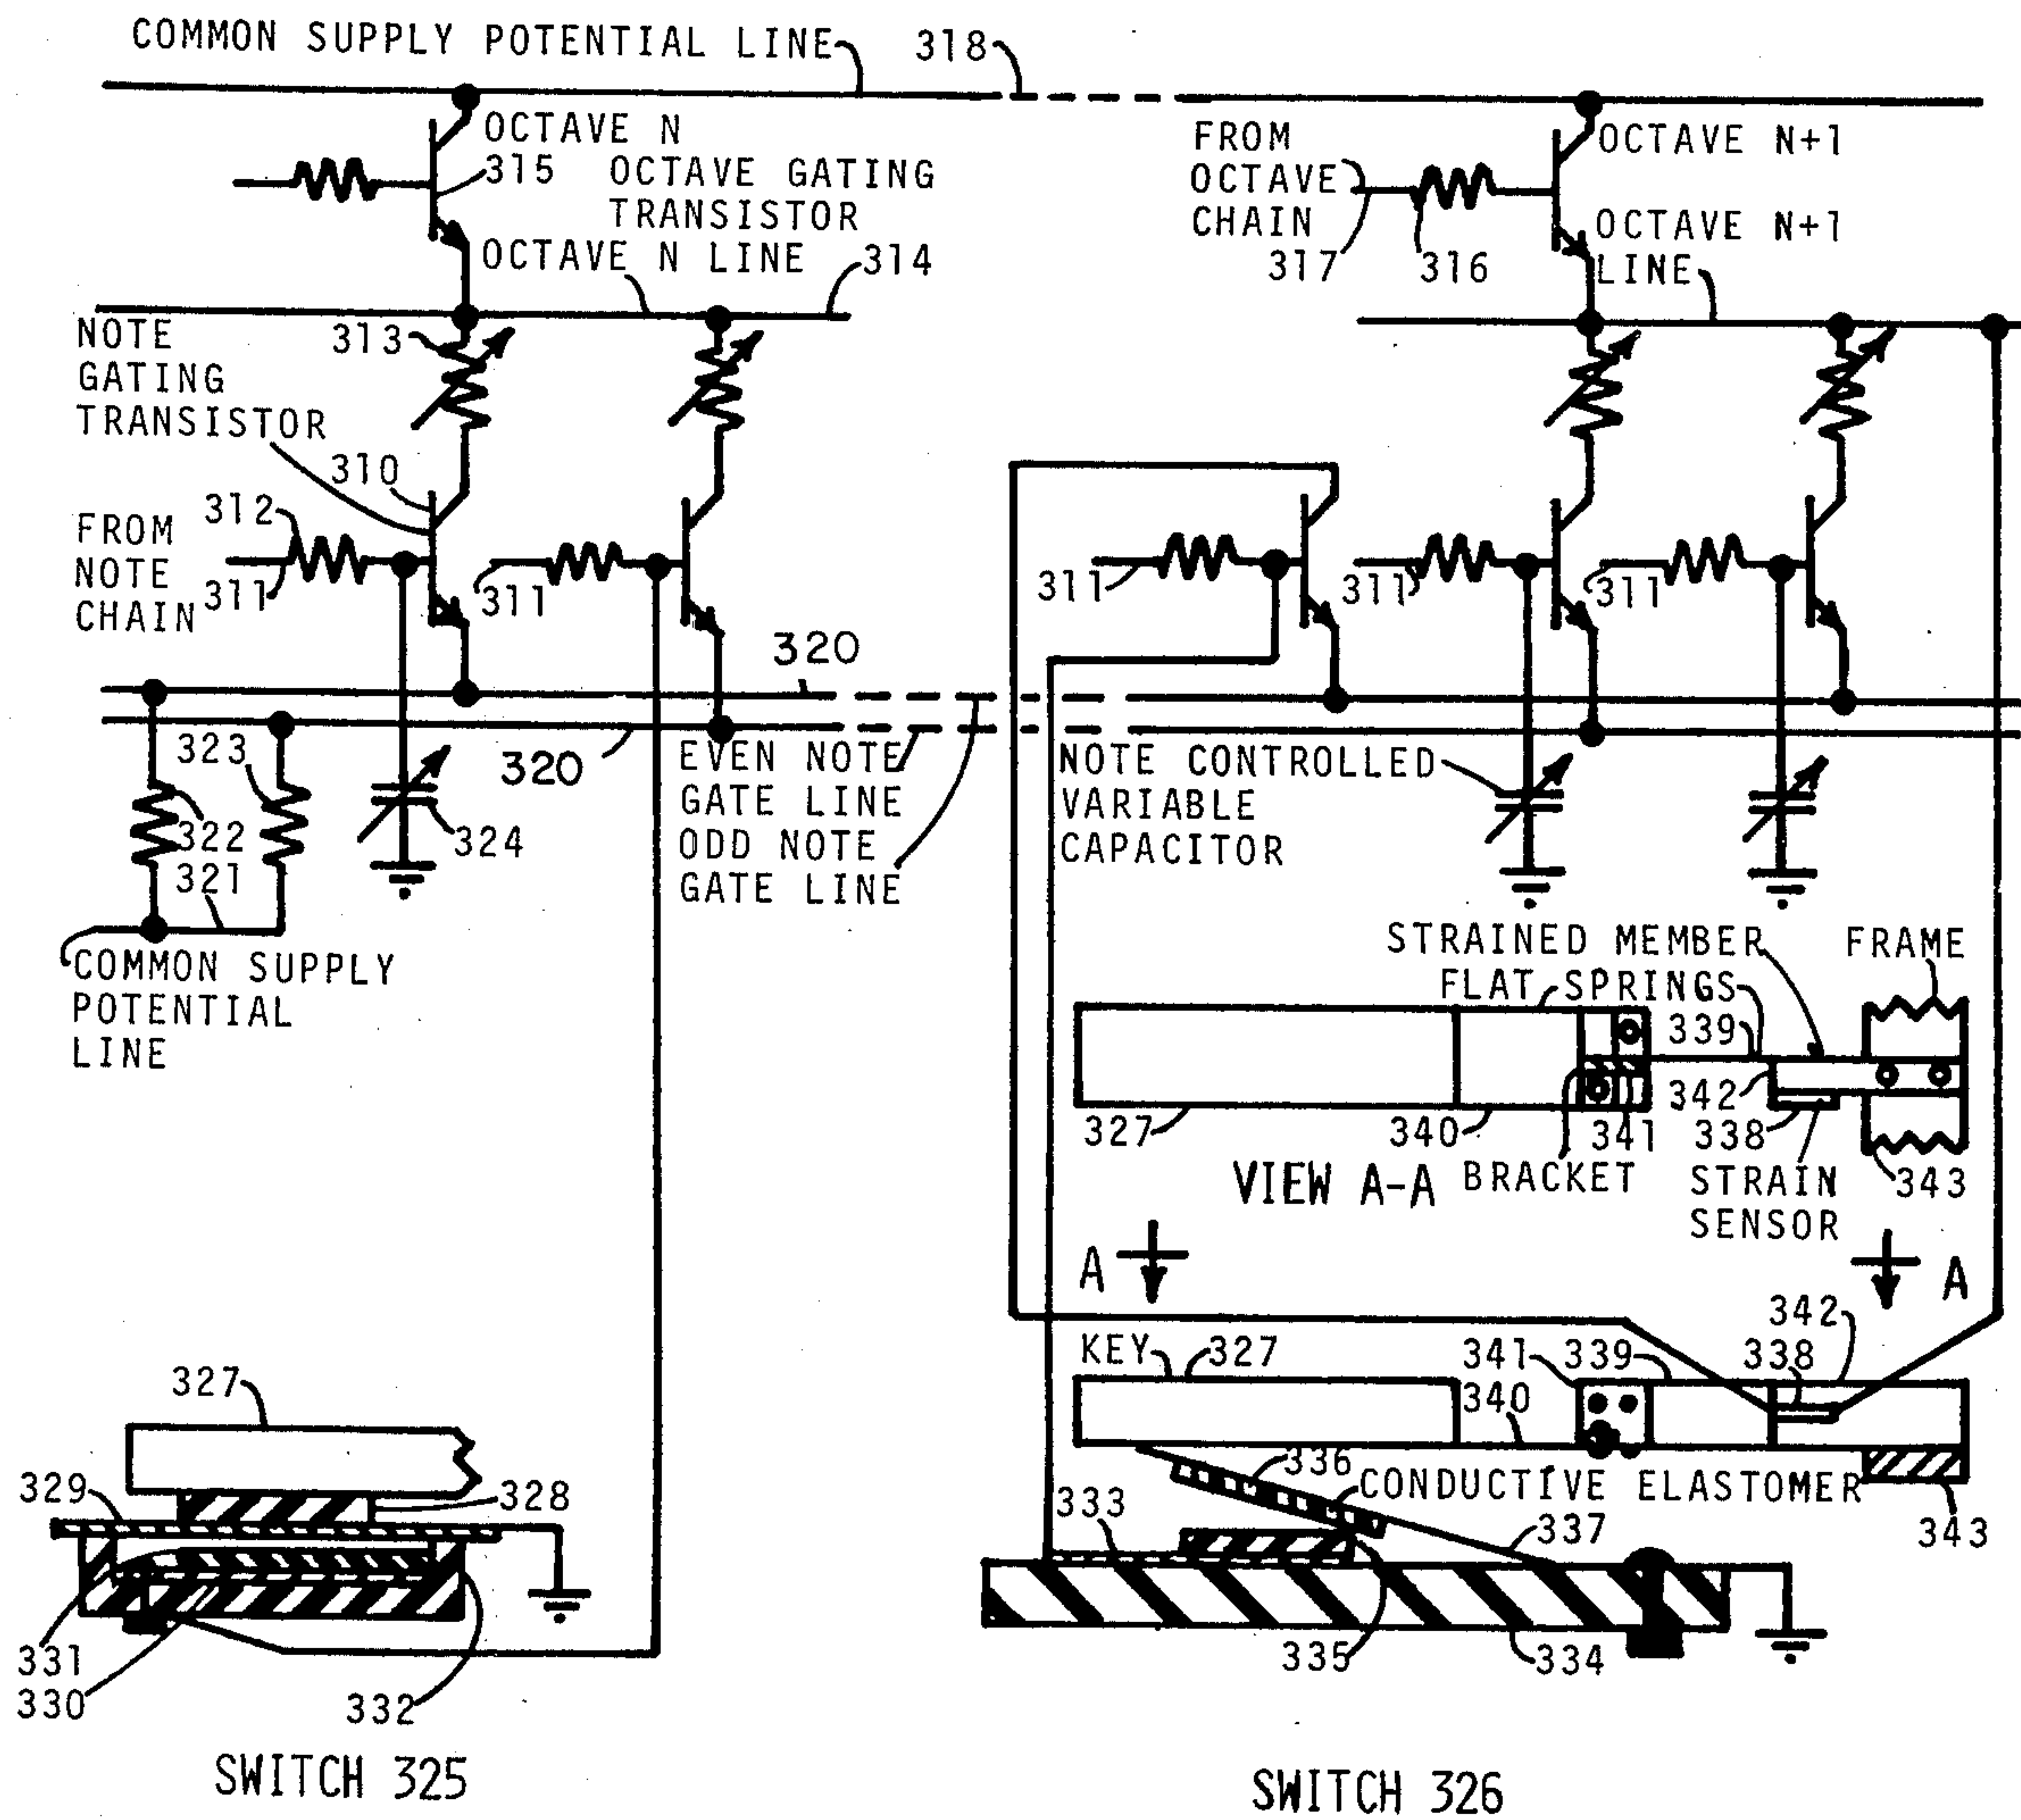 COMMON SUPPLY POTENTIAL LINE
318
OCTAVE N
315
OCTAVE GATING
TRANSISTOR
OCTAVE N LINE
314
FROM
OCTAVE
CHAIN
317
316
OCTAVE N+1
OCTAVE N+1
LINE
NOTE
GATING
TRANSISTOR
313
310
312
FROM
NOTE
CHAIN
311
311
311
311
311
320
320
323
322
321
324
EVEN NOTE
GATE LINE
ODD NOTE
GATE LINE
NOTE CONTROLLED
VARIABLE
CAPACITOR
COMMON SUPPLY
POTENTIAL
LINE
STRAINED MEMBER
FRAME
FLAT SPRINGS
339
342
327
340
341
338
343
VIEW A-A
BRACKET
STRAIN
SENSOR
A
A
342
KEY
327
341
339
338
340
336
CONDUCTIVE ELASTOMER
333
337
343
335
334
327
329
328
331
330
332
SWITCH 325
SWITCH 326